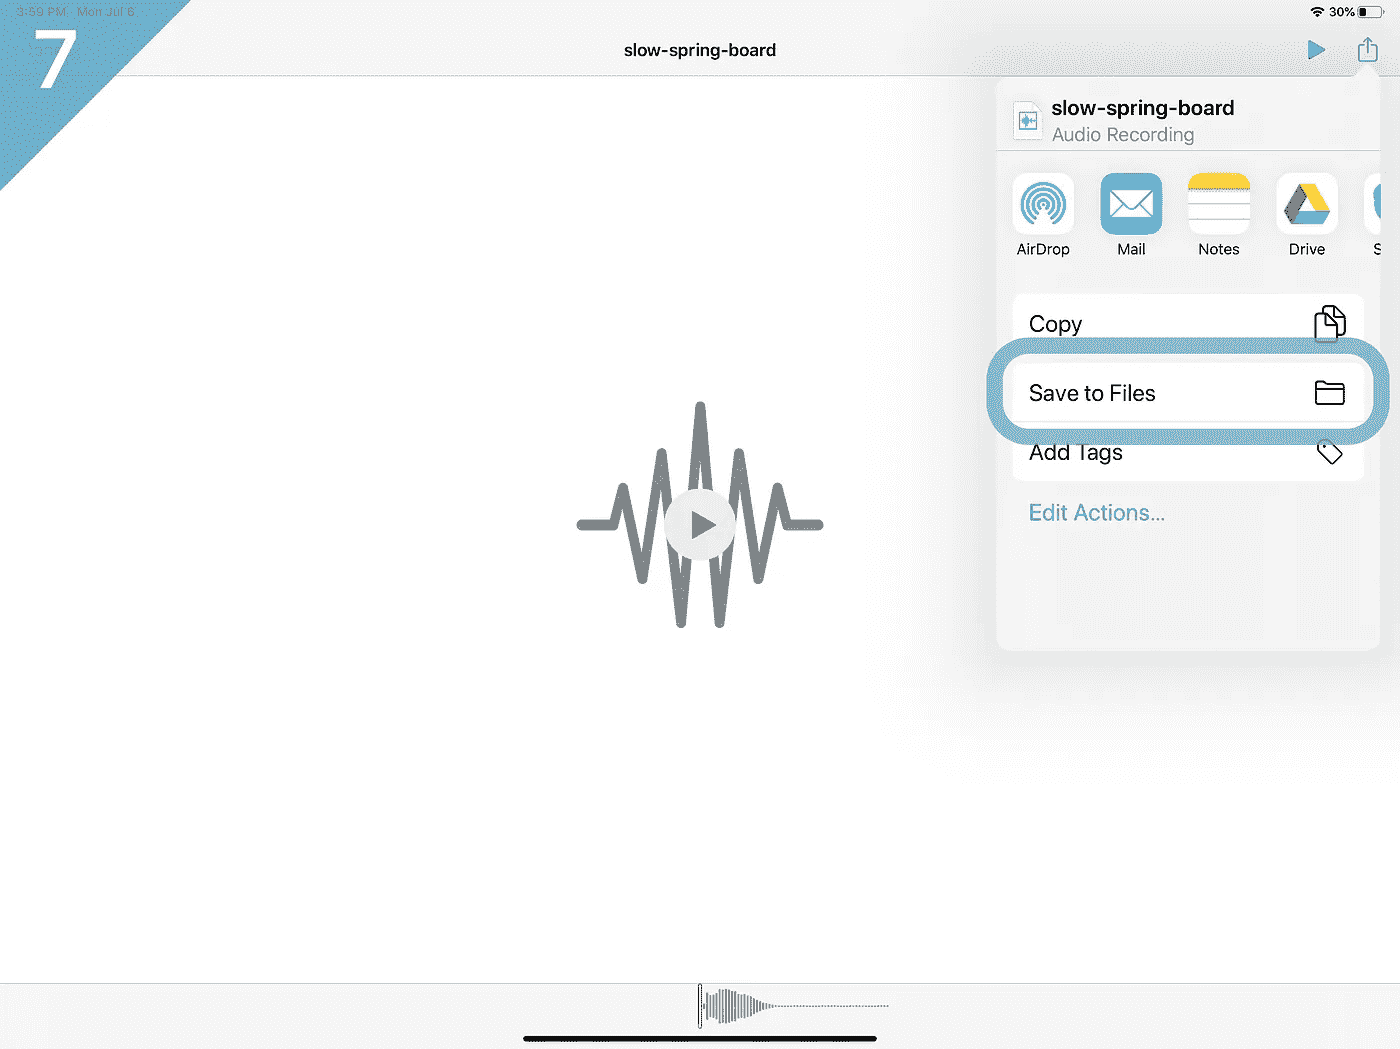 3:59 PM Mon Jul 6
30%
7
slow-spring-board
slow-spring-board
Audio Recording
AirDrop
Mail
Notes
Drive
S
Copy
Save to Files
Add Tags
Edit Actions...